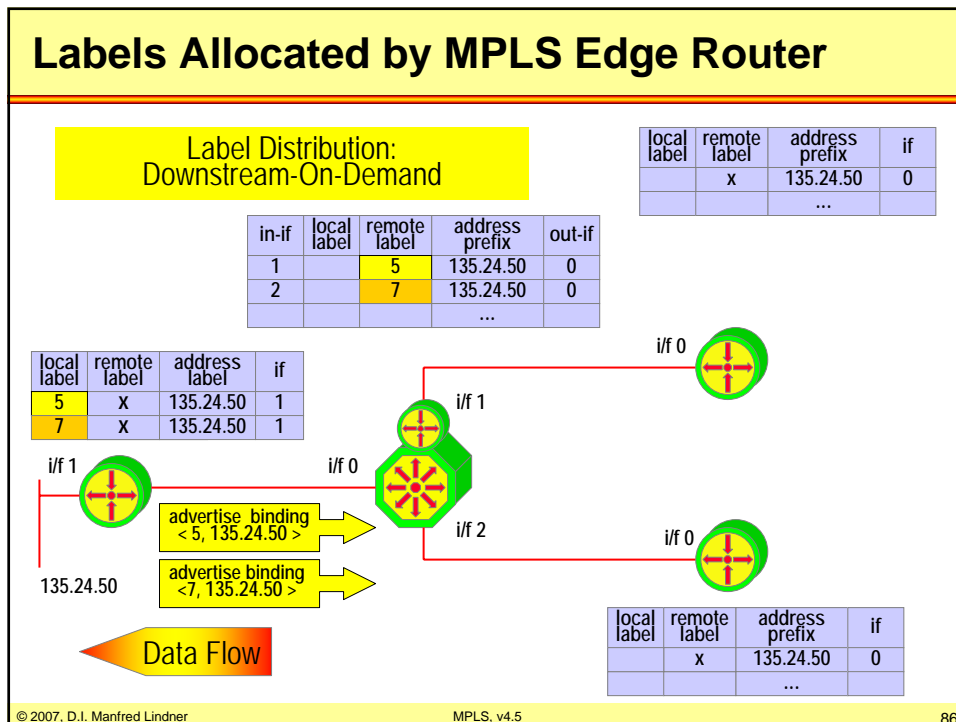 Labels Allocated by MPLS Edge Router
Label Distribution:
Downstream-On-Demand
local label remote label address prefix if
x 135.24.50 0
...
in-if local label remote label address prefix out-if
1 5 135.24.50 0
2 7 135.24.50 0
...
local label remote label address label if
5 x 135.24.50 1
7 x 135.24.50 1
i/f 0
i/f 1
i/f 1
i/f 0
i/f 2
i/f 0
advertise binding
< 5, 135.24.50 >
advertise binding
<7, 135.24.50 >
135.24.50
Data Flow
local label remote label address prefix if
x 135.24.50 0
...
© 2007, D.I. Manfred Lindner
MPLS, v4.5
86